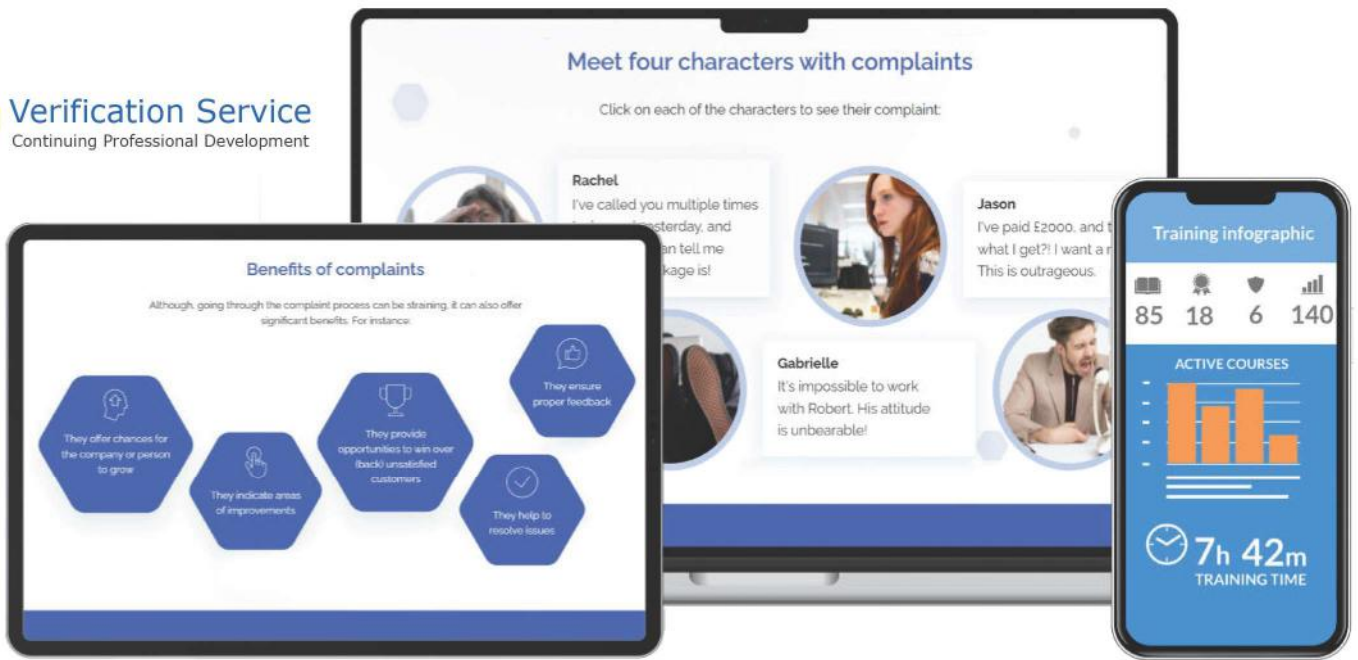 Verification Service
Continuing Professional Development
Meet four characters with complaints
Click on each of the characters to see their complaint:
Rachel
I've called you multiple times
sterday, and
an tell me
kage is!
Jason
I've paid £2000, and t
what I get?! I want a r
This is outrageous.
Gabrielle
It's impossible to work
with Robert. His attitude
is unbearable!
Benefits of complaints
Although, going through the complaint process can be straining, it can also offer
significant benefits. For instance:
They offer chances for
the company or person
to grow
They indicate areas
of improvements
They provide
opportunities to win over
(back) unsatisfied
customers
They ensure
proper feedback
They help to
resolve issues
Training infographic
85 18 6 140
ACTIVE COURSES
7h 42m
TRAINING TIME